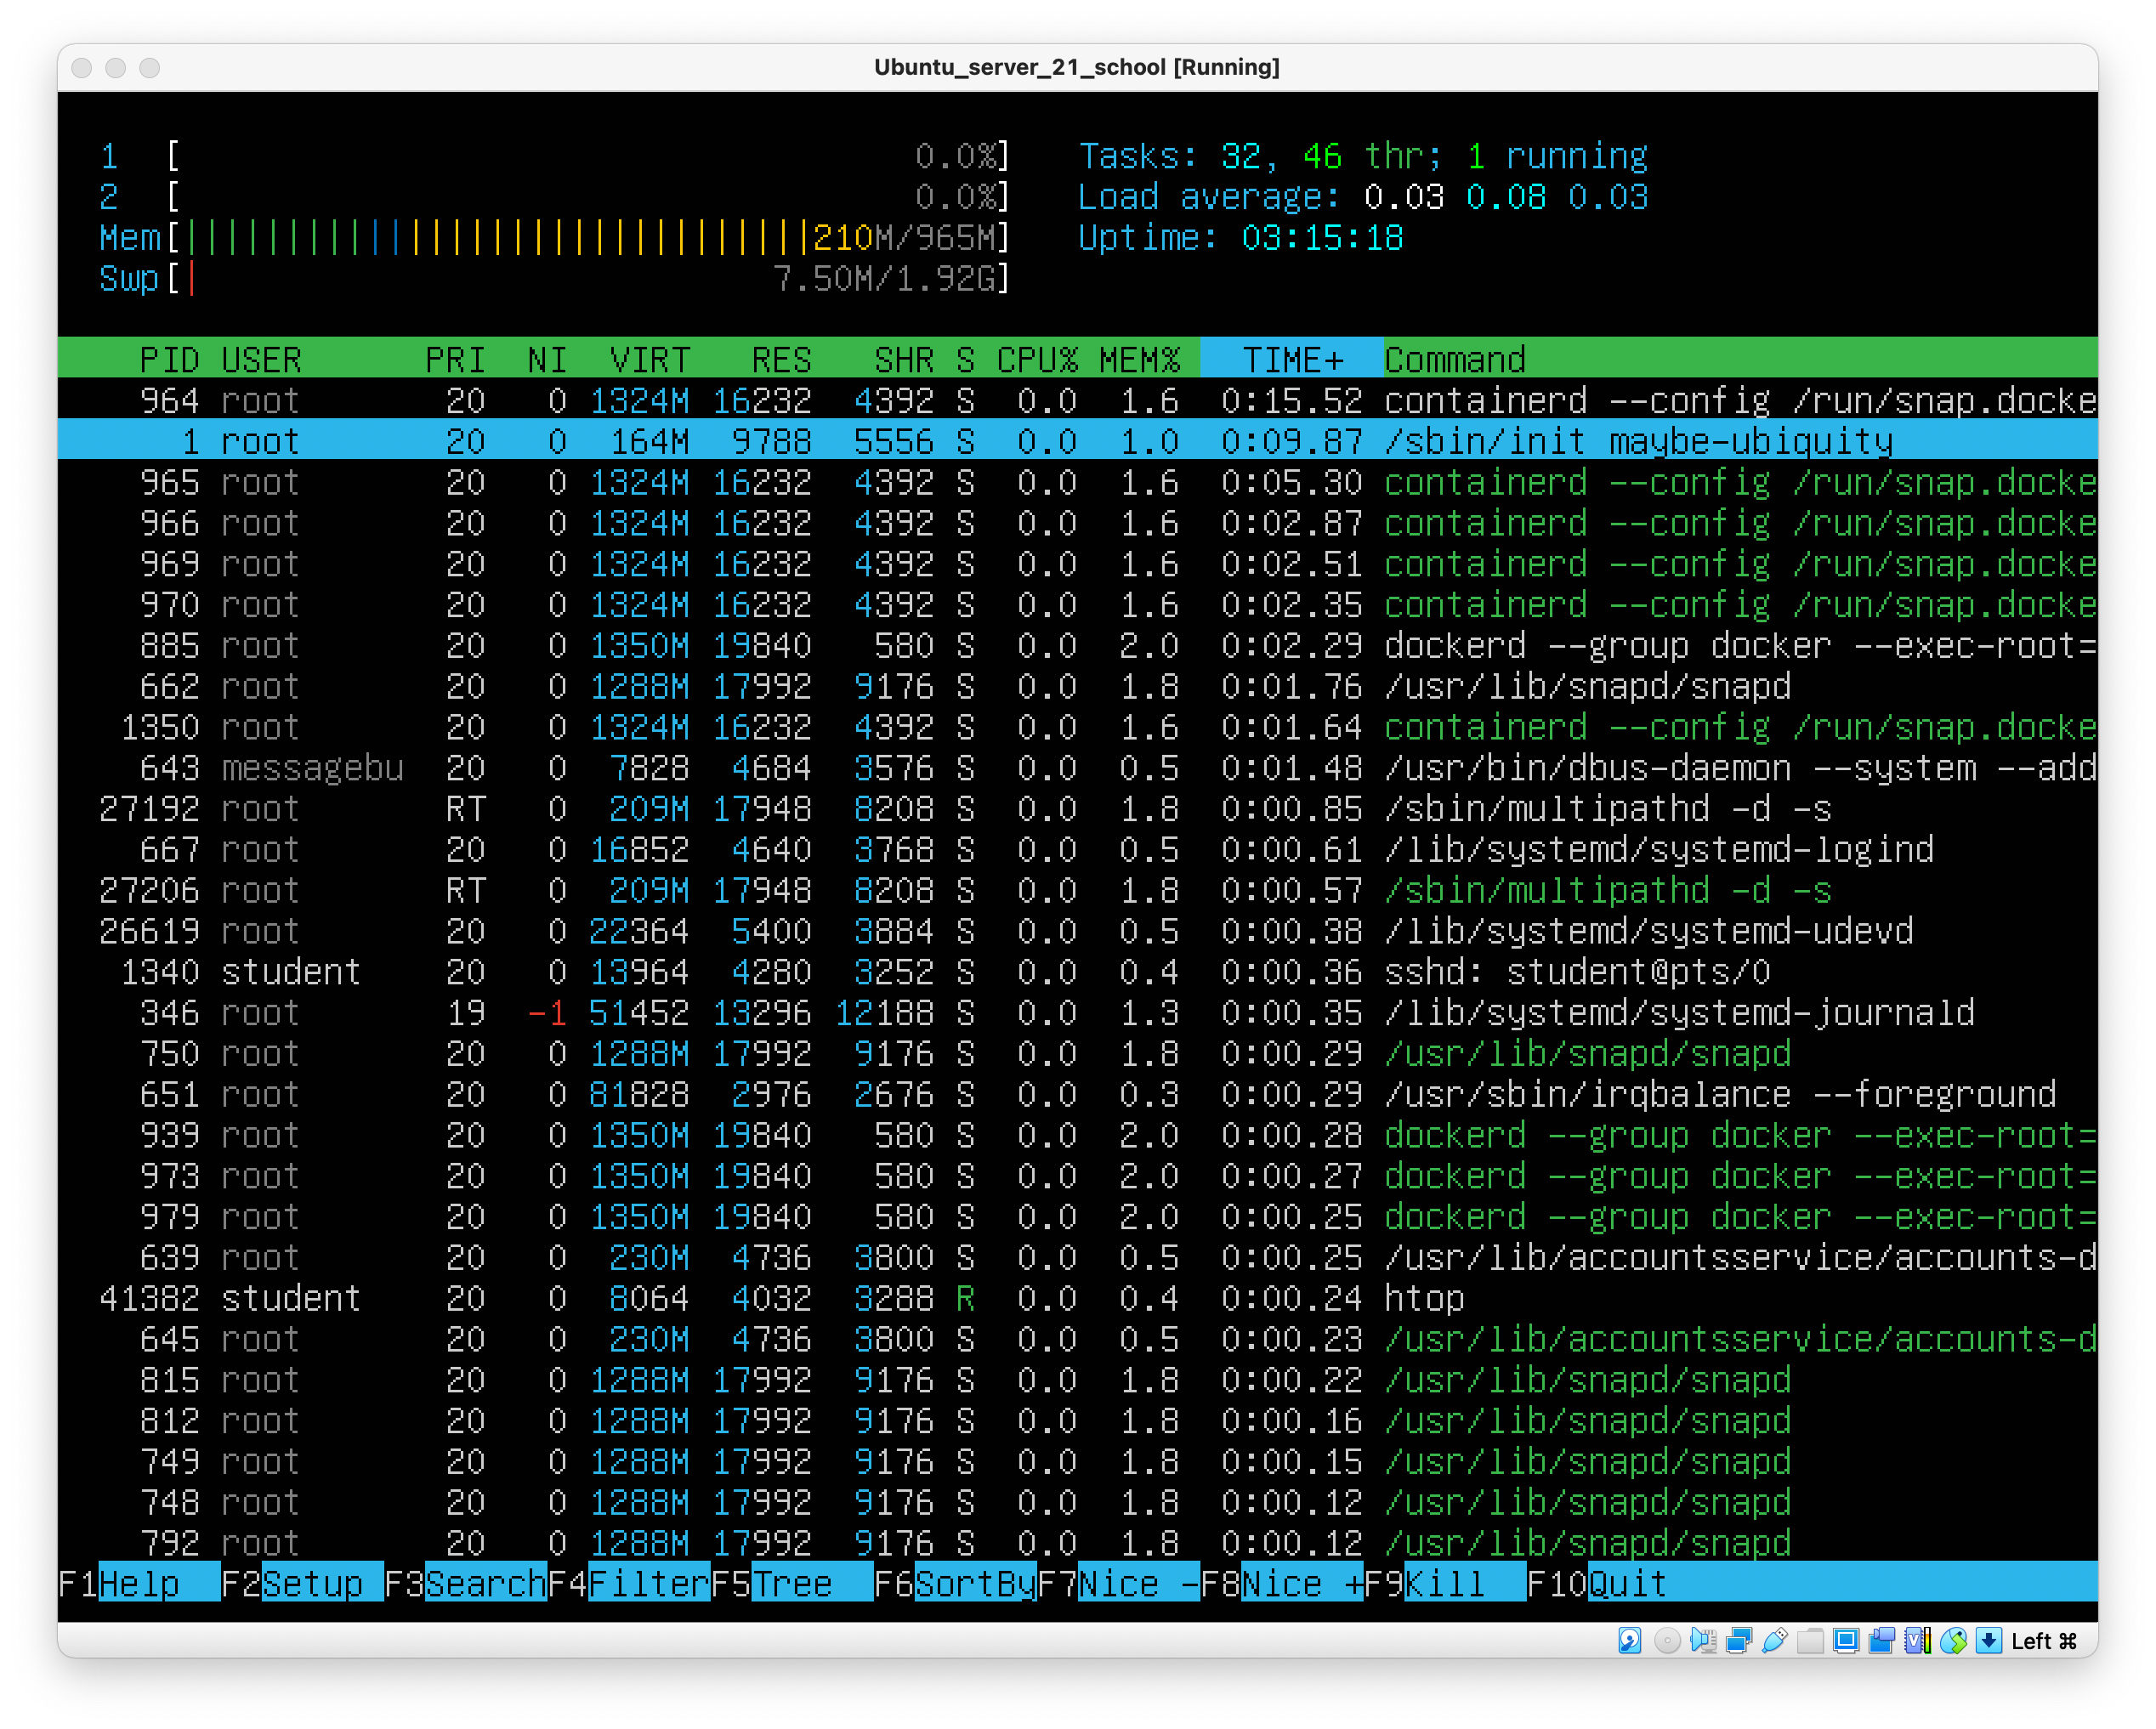 Ubuntu_server_21_school [Running]
1 [ 0.0%] Tasks: 32, 46 thr; 1 running
2 [ 0.0%] Load average: 0.03 0.08 0.03
Mem[|||||||||||||||||||||||||||||||210M/965M] Uptime: 03:15:18
Swp[| 7.50M/1.92G]
PID USER PRI NI VIRT RES SHR S CPU% MEM% TIME+ Command
964 root 20 0 1324M 16232 4392 S 0.0 1.6 0:15.52 containerd --config /run/snap.docke
1 root 20 0 164M 9788 5556 S 0.0 1.0 0:09.87 /sbin/init maybe-ubiquity
965 root 20 0 1324M 16232 4392 S 0.0 1.6 0:05.30 containerd --config /run/snap.docke
966 root 20 0 1324M 16232 4392 S 0.0 1.6 0:02.87 containerd --config /run/snap.docke
969 root 20 0 1324M 16232 4392 S 0.0 1.6 0:02.51 containerd --config /run/snap.docke
970 root 20 0 1324M 16232 4392 S 0.0 1.6 0:02.35 containerd --config /run/snap.docke
885 root 20 0 1350M 19840 580 S 0.0 2.0 0:02.29 dockerd --group docker --exec-root=
662 root 20 0 1288M 17992 9176 S 0.0 1.8 0:01.76 /usr/lib/snapd/snapd
1350 root 20 0 1324M 16232 4392 S 0.0 1.6 0:01.64 containerd --config /run/snap.docke
643 messagebu 20 0 7828 4684 3576 S 0.0 0.5 0:01.48 /usr/bin/dbus-daemon --system --add
27192 root RT 0 209M 17948 8208 S 0.0 1.8 0:00.85 /sbin/multipathd -d -s
667 root 20 0 16852 4640 3768 S 0.0 0.5 0:00.61 /lib/systemd/systemd-logind
27206 root RT 0 209M 17948 8208 S 0.0 1.8 0:00.57 /sbin/multipathd -d -s
26619 root 20 0 22364 5400 3884 S 0.0 0.5 0:00.38 /lib/systemd/systemd-udevd
1340 student 20 0 13964 4280 3252 S 0.0 0.4 0:00.36 sshd: student@pts/0
346 root 19 -1 51452 13296 12188 S 0.0 1.3 0:00.35 /lib/systemd/systemd-journald
750 root 20 0 1288M 17992 9176 S 0.0 1.8 0:00.29 /usr/lib/snapd/snapd
651 root 20 0 81828 2976 2676 S 0.0 0.3 0:00.29 /usr/sbin/irqbalance --foreground
939 root 20 0 1350M 19840 580 S 0.0 2.0 0:00.28 dockerd --group docker --exec-root=
973 root 20 0 1350M 19840 580 S 0.0 2.0 0:00.27 dockerd --group docker --exec-root=
979 root 20 0 1350M 19840 580 S 0.0 2.0 0:00.25 dockerd --group docker --exec-root=
639 root 20 0 230M 4736 3800 S 0.0 0.5 0:00.25 /usr/lib/accountsservice/accounts-d
41382 student 20 0 8064 4032 3288 R 0.0 0.4 0:00.24 htop
645 root 20 0 230M 4736 3800 S 0.0 0.5 0:00.23 /usr/lib/accountsservice/accounts-d
815 root 20 0 1288M 17992 9176 S 0.0 1.8 0:00.22 /usr/lib/snapd/snapd
812 root 20 0 1288M 17992 9176 S 0.0 1.8 0:00.16 /usr/lib/snapd/snapd
749 root 20 0 1288M 17992 9176 S 0.0 1.8 0:00.15 /usr/lib/snapd/snapd
748 root 20 0 1288M 17992 9176 S 0.0 1.8 0:00.12 /usr/lib/snapd/snapd
792 root 20 0 1288M 17992 9176 S 0.0 1.8 0:00.12 /usr/lib/snapd/snapd
F1Help F2Setup F3SearchF4FilterF5Tree F6SortByF7Nice -F8Nice +F9Kill F10Quit
Left ⌘